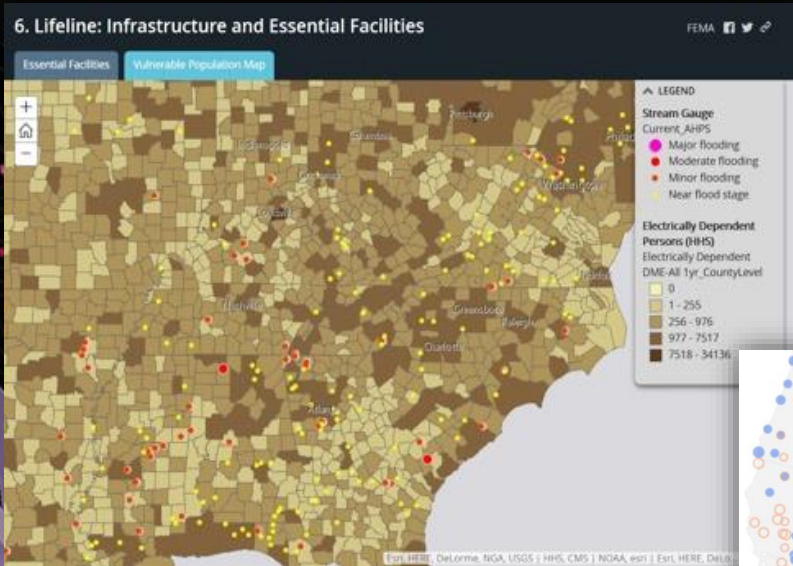 6. Lifeline: Infrastructure and Essential Facilities
FEMA
Essential Facilities
Vulnerable Population Map
+
−
LEGEND
Stream Gauge
Current_AHPS
Major flooding
Moderate flooding
Minor flooding
Near flood stage
Electrically Dependent
Persons (HHS)
Electrically Dependent
DME-All 1yr_CountyLevel
0
1 - 255
256 - 976
977 - 7517
7518 - 34136
Pittsburgh
Columbus
Washington
Nashville
Greensboro
Raleigh
Charlotte
Atlanta
Esri, HERE, DeLorme, NGA, USGS | HHS, CMS | NOAA, esri | Esri, HERE,